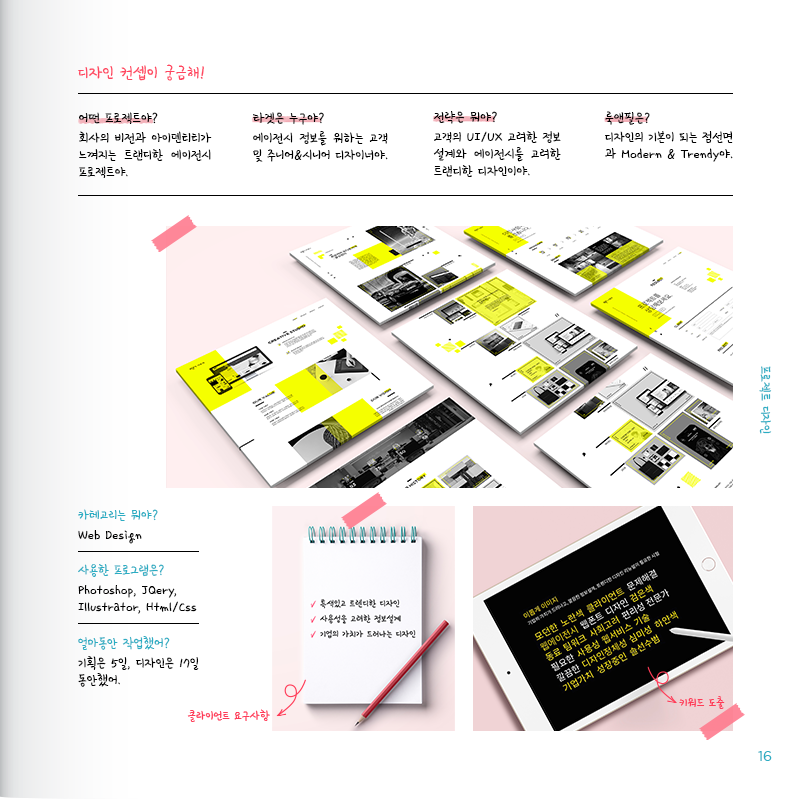 디자인 컨셉이 궁금해!
어떤 프로젝트야?
회사의 비전과 아이덴티티가
느껴지는 트랜디한 에이전시
프로젝트야.
타겟은 누구야?
에이전시 정보를 위하는 고객
및 주니어&시니어 디자이너야.
전략은 뭐야?
고객의 UI/UX 고려한 정보
설계와 에이전시를 고려한
트랜디한 디자인이야.
룩앤필은?
디자인의 기본이 되는 점선면
과 Modern & Trendy야.
CREATIVE STUDIO
프로젝트 디자인
카테고리는 뭐야?
Web Design
사용한 프로그램은?
Photoshop, JQery,
Illustrator, Html/Css
얼마동안 작업했어?
기획은 5일, 디자인은 17일
동안했어.
특색있고 트렌디한 디자인
사용성을 고려한 정보설계
기업의 가치가 드러나는 디자인
클라이언트 요구사항
이름과 이미지
모던한 노란색 클라이언트 문제해결
웹에이전시 웹폰트 디자인 검은색
동료 팀워크 사회고리 편리성 전문가
필요한 사용성 웹서비스 기술
깔끔한 디자인정체성 심미성 하얀색
기업가치 성장중인 솔선수범
키워드 도출
16